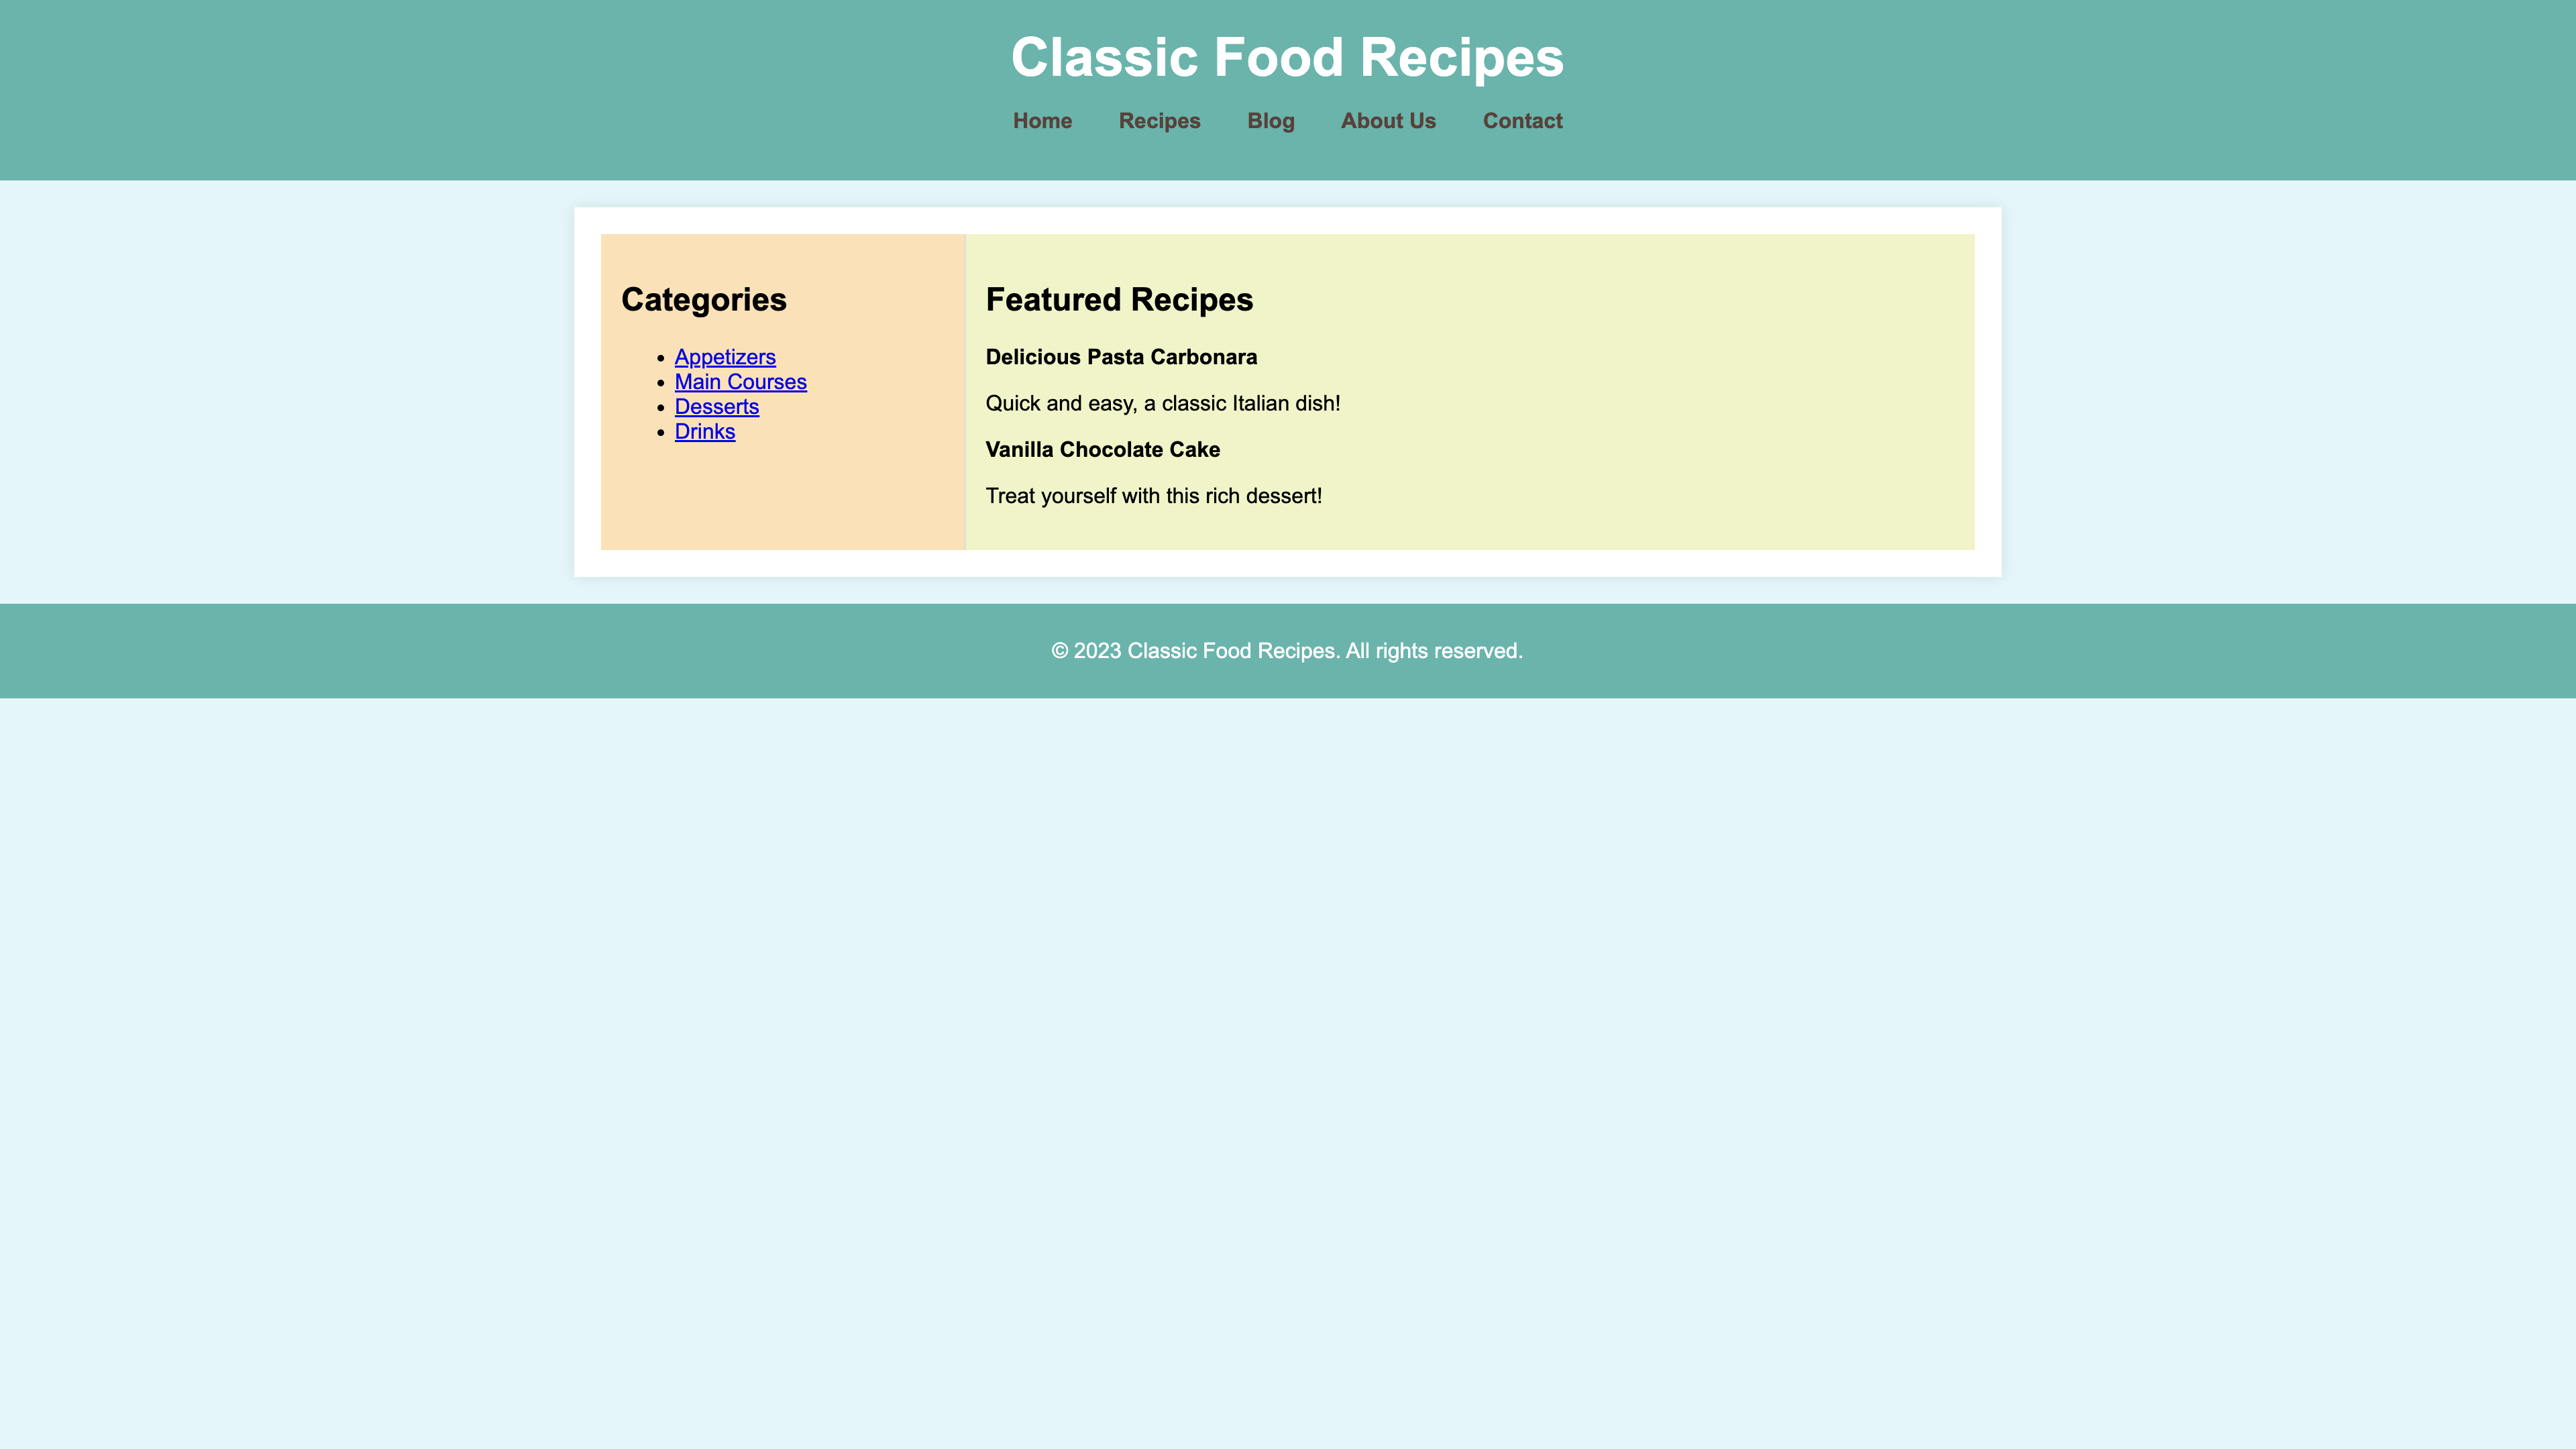 Classic Food Recipes
Home Recipes Blog About Us Contact
Categories
Appetizers
Main Courses
Desserts
Drinks
Featured Recipes
Delicious Pasta Carbonara
Quick and easy, a classic Italian dish!
Vanilla Chocolate Cake
Treat yourself with this rich dessert!
© 2023 Classic Food Recipes. All rights reserved.